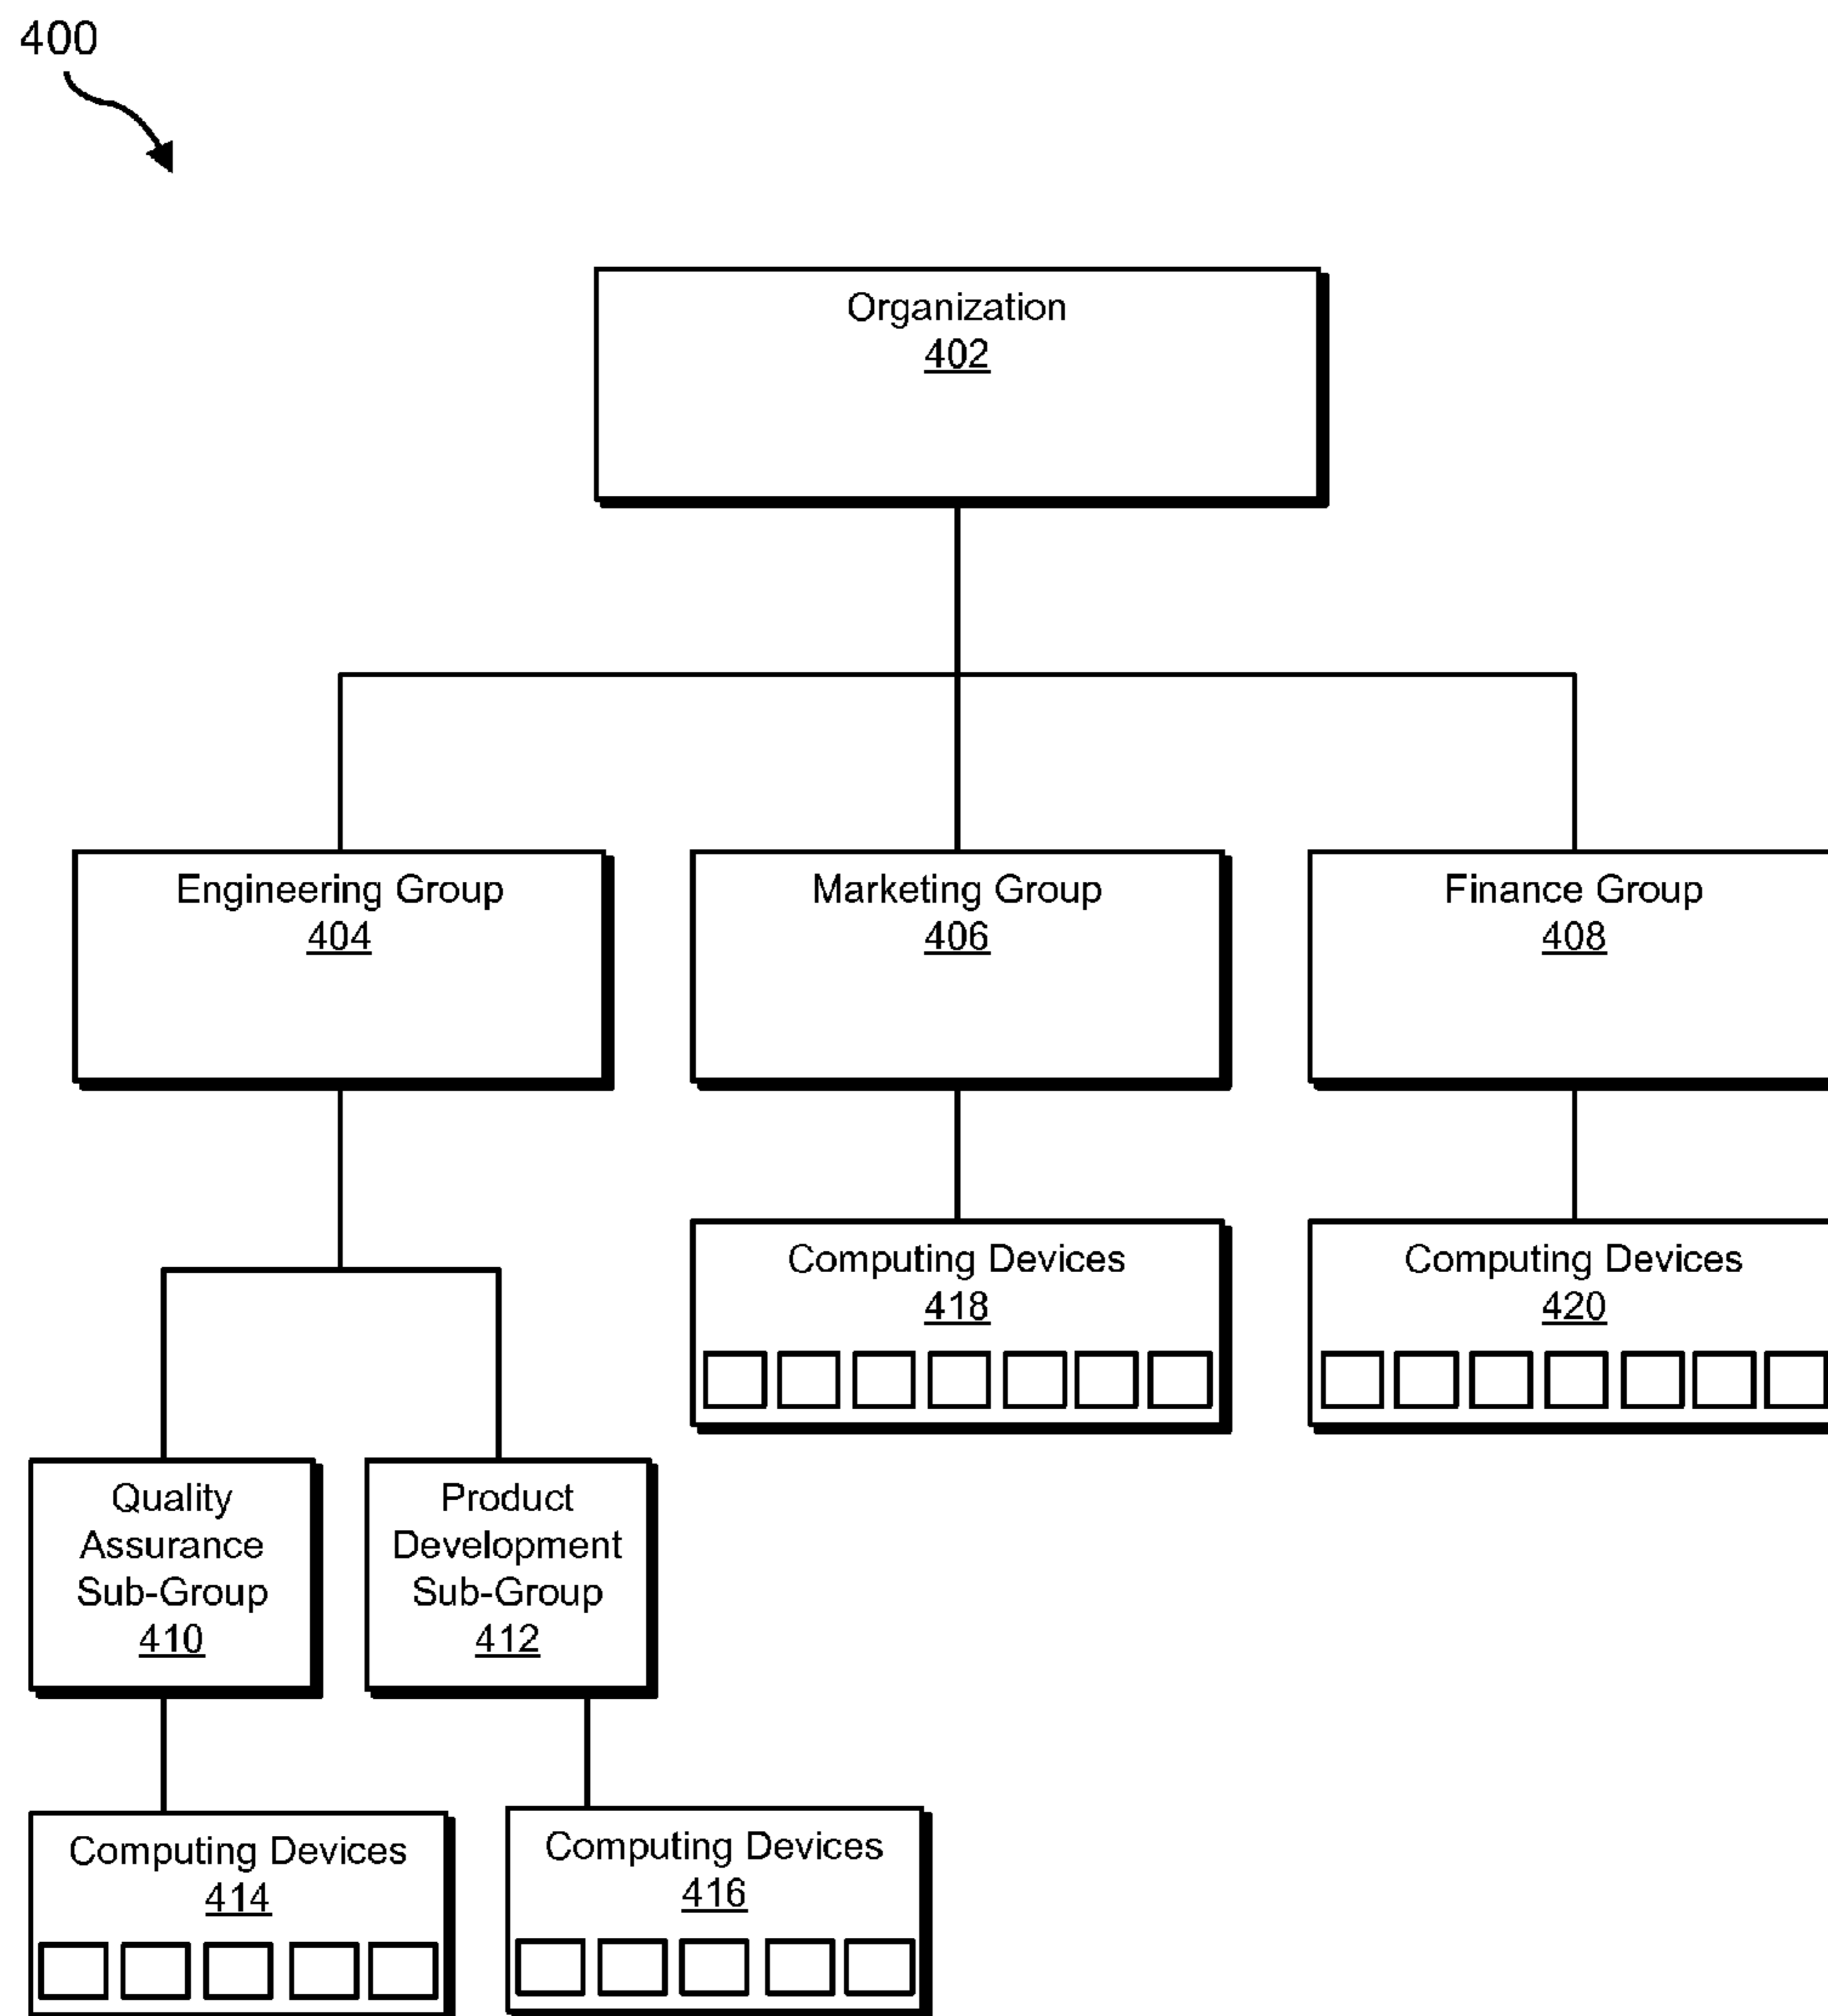 400
Organization
402
Engineering Group
404
Marketing Group
406
Finance Group
408
Computing Devices
418
Computing Devices
420
Quality
Assurance
Sub-Group
410
Product
Development
Sub-Group
412
Computing Devices
414
Computing Devices
416